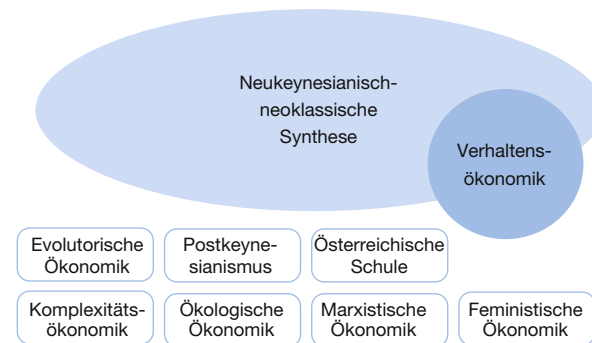 Neukeynesianisch-
neoklassische
Synthese
Verhaltens-
ökonomik
Evolutorische
Ökonomik
Postkeyne-
sianismus
Österreichische
Schule
Komplexitäts-
ökonomik
Ökologische
Ökonomik
Marxistische
Ökonomik
Feministische
Ökonomik